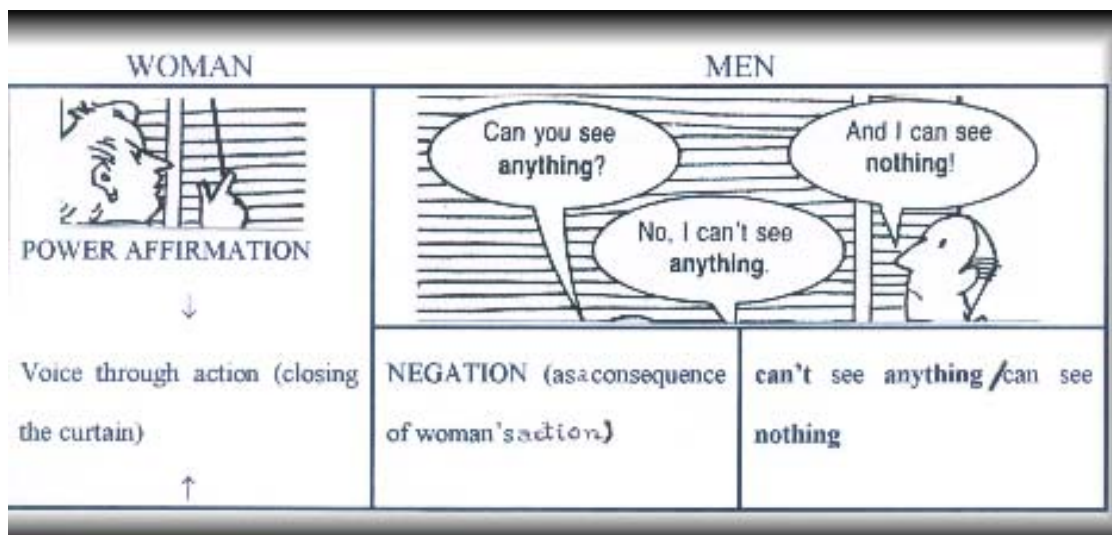 WOMAN
MEN
POWER AFFIRMATION
↓
Voice through action (closing
the curtain)
↑
Can you see
anything?
No, I can't see
anything.
And I can see
nothing!
NEGATION (as a consequence
of woman's action)
can't see anything/can see
nothing